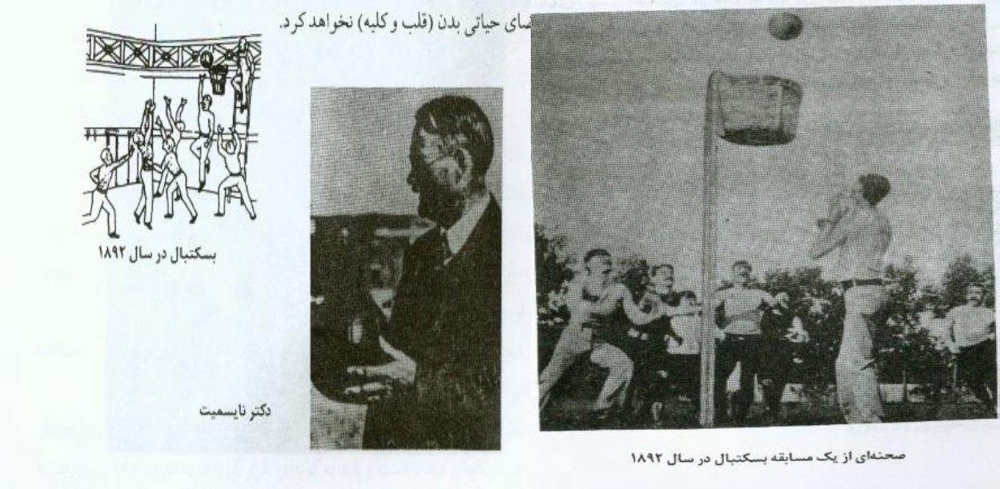 حیاتی بدن (قلب و کلیه) نخواهد کرد.
بسکتبال در سال ۱۸۹۲
دکتر نایسمیت
صحنه‌ای از یک مسابقه بسکتبال در سال ۱۸۹۲